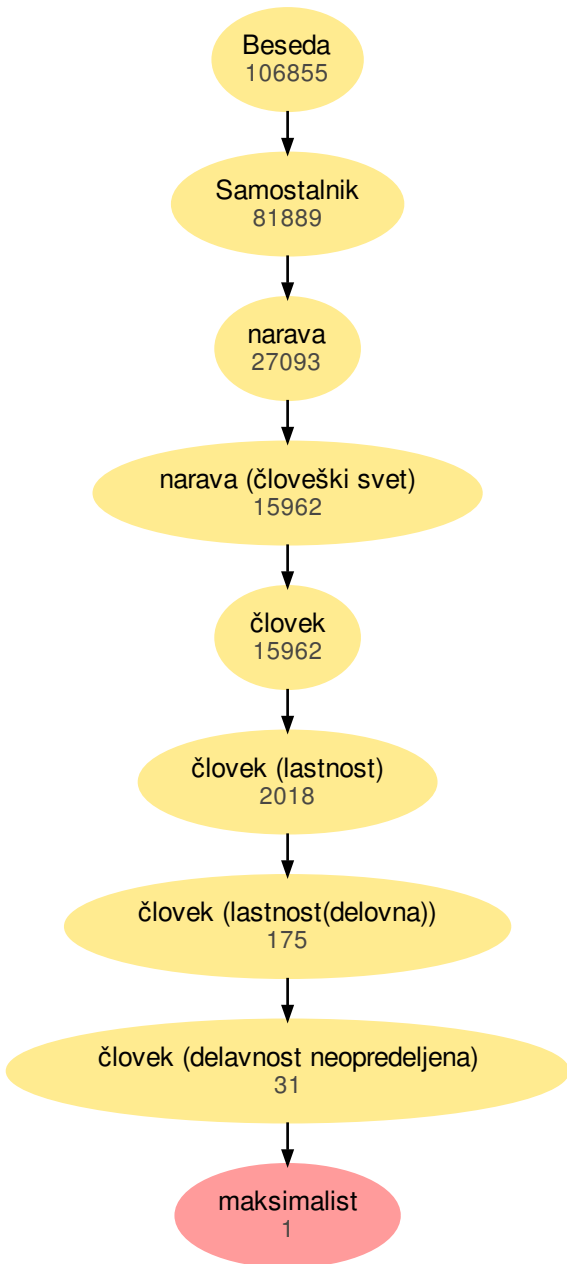 Beseda
106855
Samostalnik
81889
narava
27093
narava (človeški svet)
15962
človek
15962
človek (lastnost)
2018
človek (lastnost(delovna))
175
človek (delavnost neopredeljena)
31
maksimalist
1